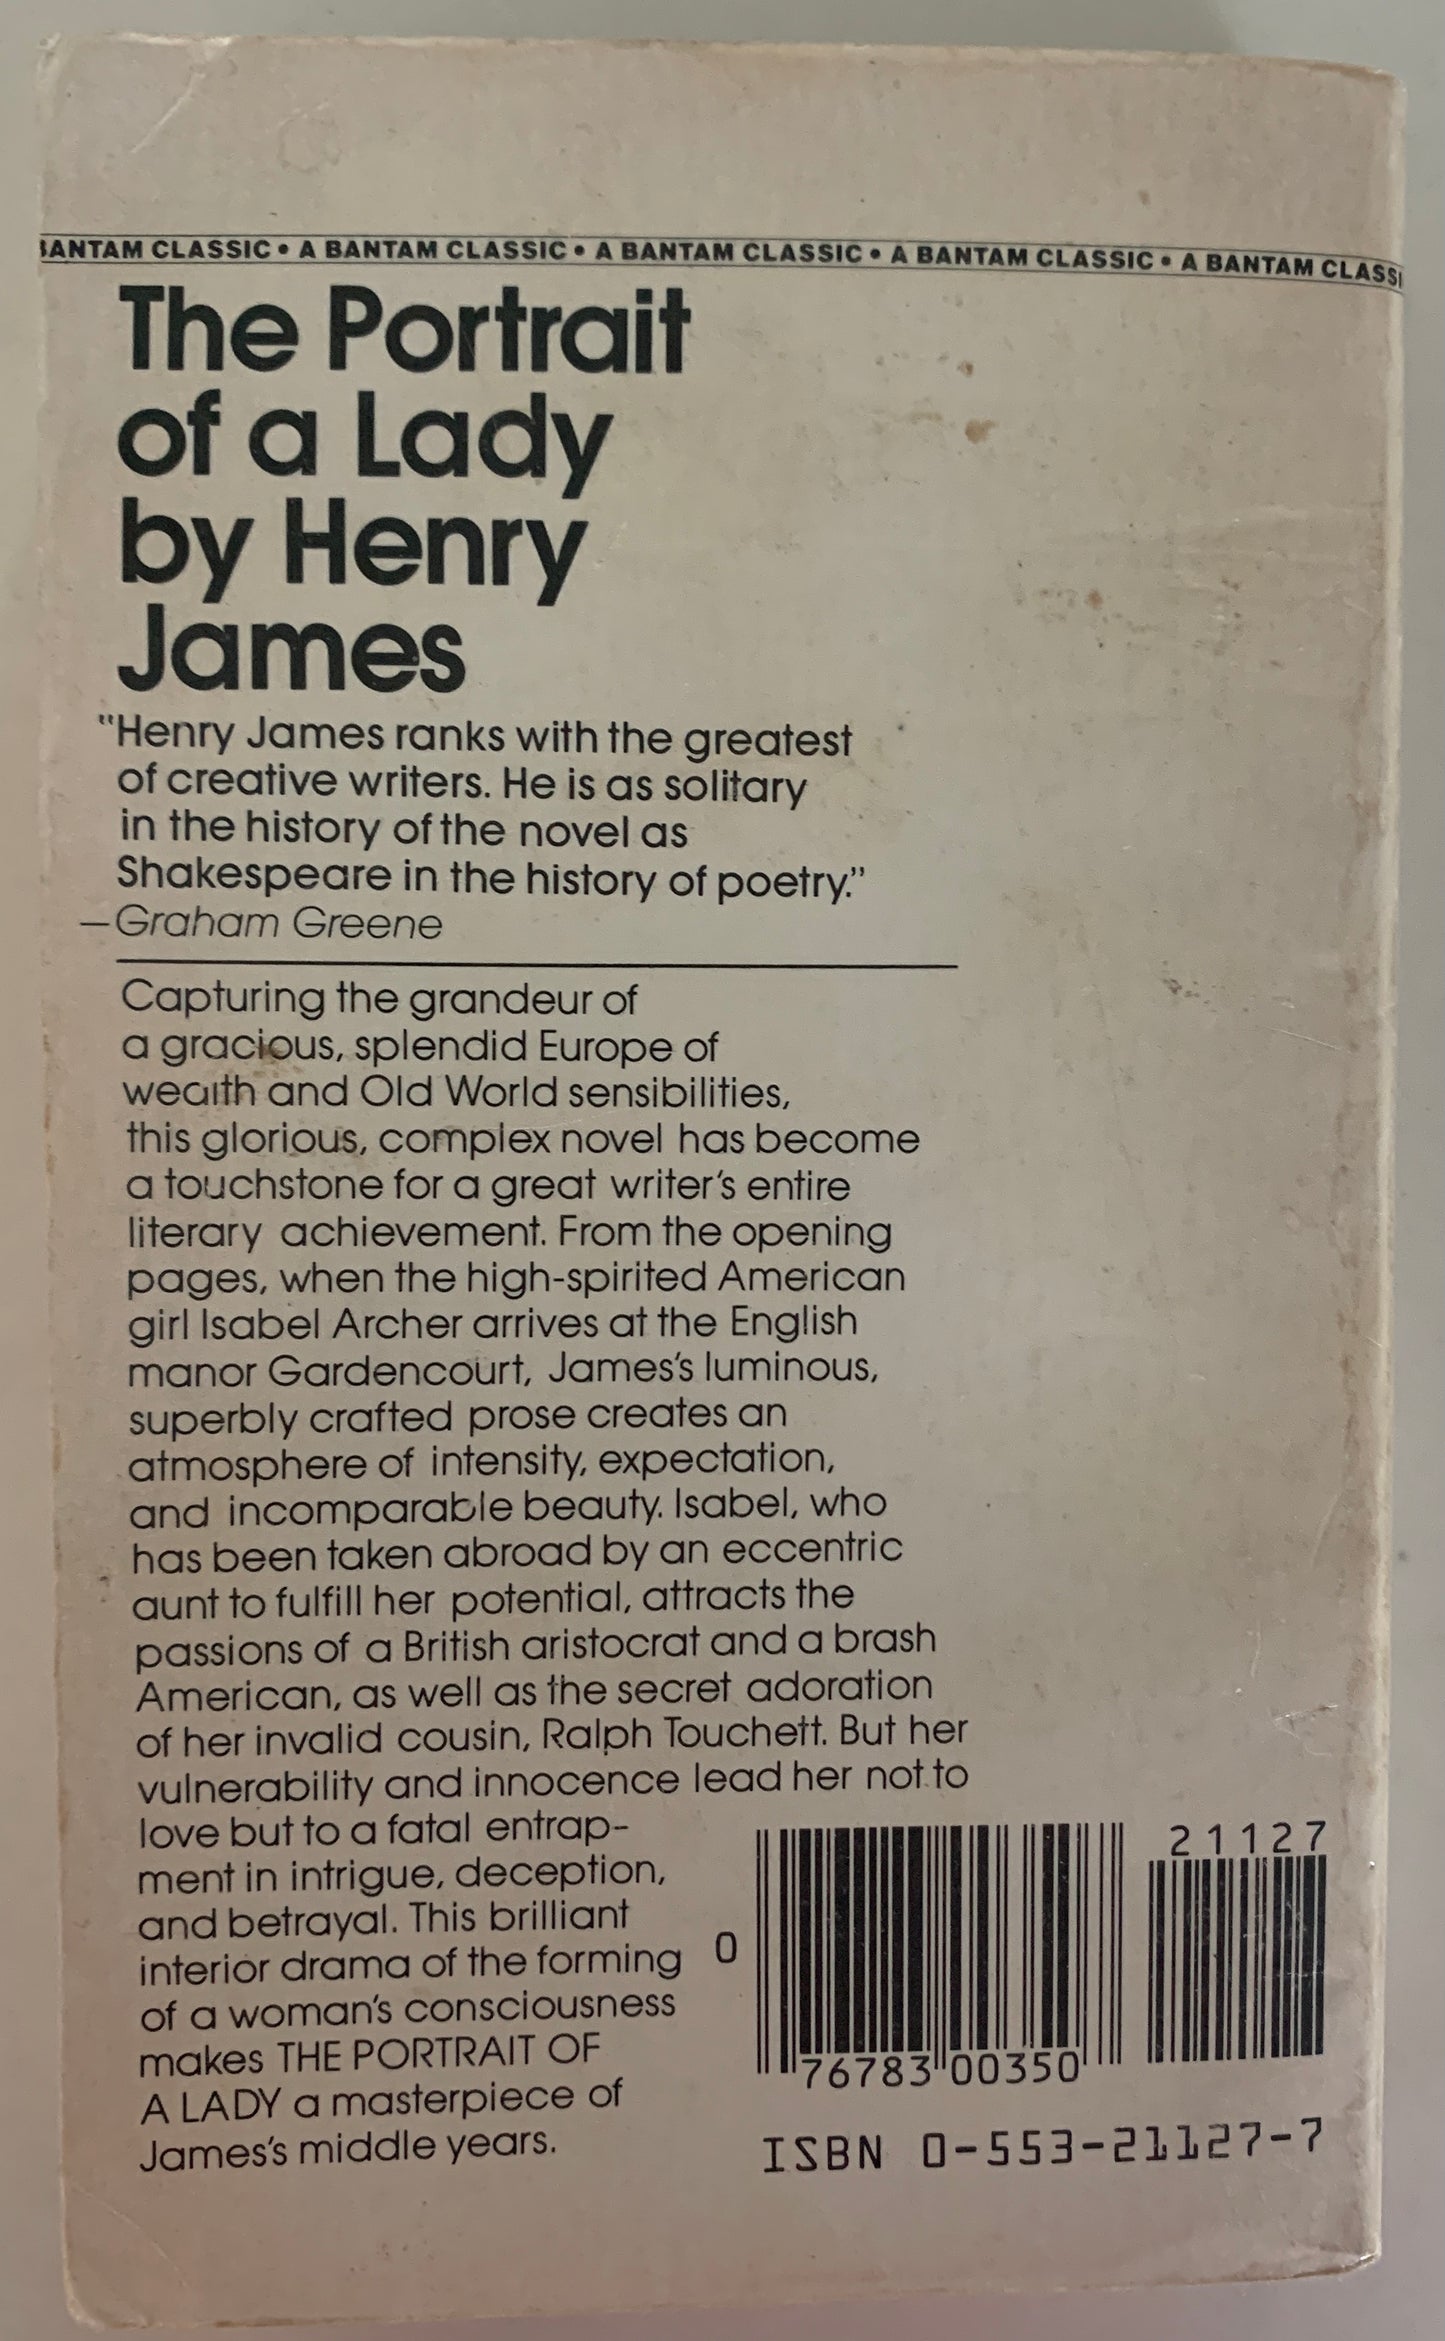 BANTAM CLASSIC • A BANTAM CLASSIC • A BANTAM CLASSIC • A BANTAM CLASSIC • A BANTAM CLASSI
The Portrait
of a Lady
by Henry
James
"Henry James ranks with the greatest
of creative writers. He is as solitary
in the history of the novel as
Shakespeare in the history of poetry."
—Graham Greene
Capturing the grandeur of
a gracious, splendid Europe of
wealth and Old World sensibilities,
this glorious, complex novel has become
a touchstone for a great writer's entire
literary achievement. From the opening
pages, when the high-spirited American
girl Isabel Archer arrives at the English
manor Gardencourt, James's luminous,
superbly crafted prose creates an
atmosphere of intensity, expectation,
and incomparable beauty. Isabel, who
has been taken abroad by an eccentric
aunt to fulfill her potential, attracts the
passions of a British aristocrat and a brash
American, as well as the secret adoration
of her invalid cousin, Ralph Touchett. But her
vulnerability and innocence lead her not to
love but to a fatal entrap-
ment in intrigue, deception,
and betrayal. This brilliant
interior drama of the forming
of a woman's consciousness
makes THE PORTRAIT OF
A LADY a masterpiece of
James's middle years.
21127
0 76783 00350
ISBN 0-553-21127-7